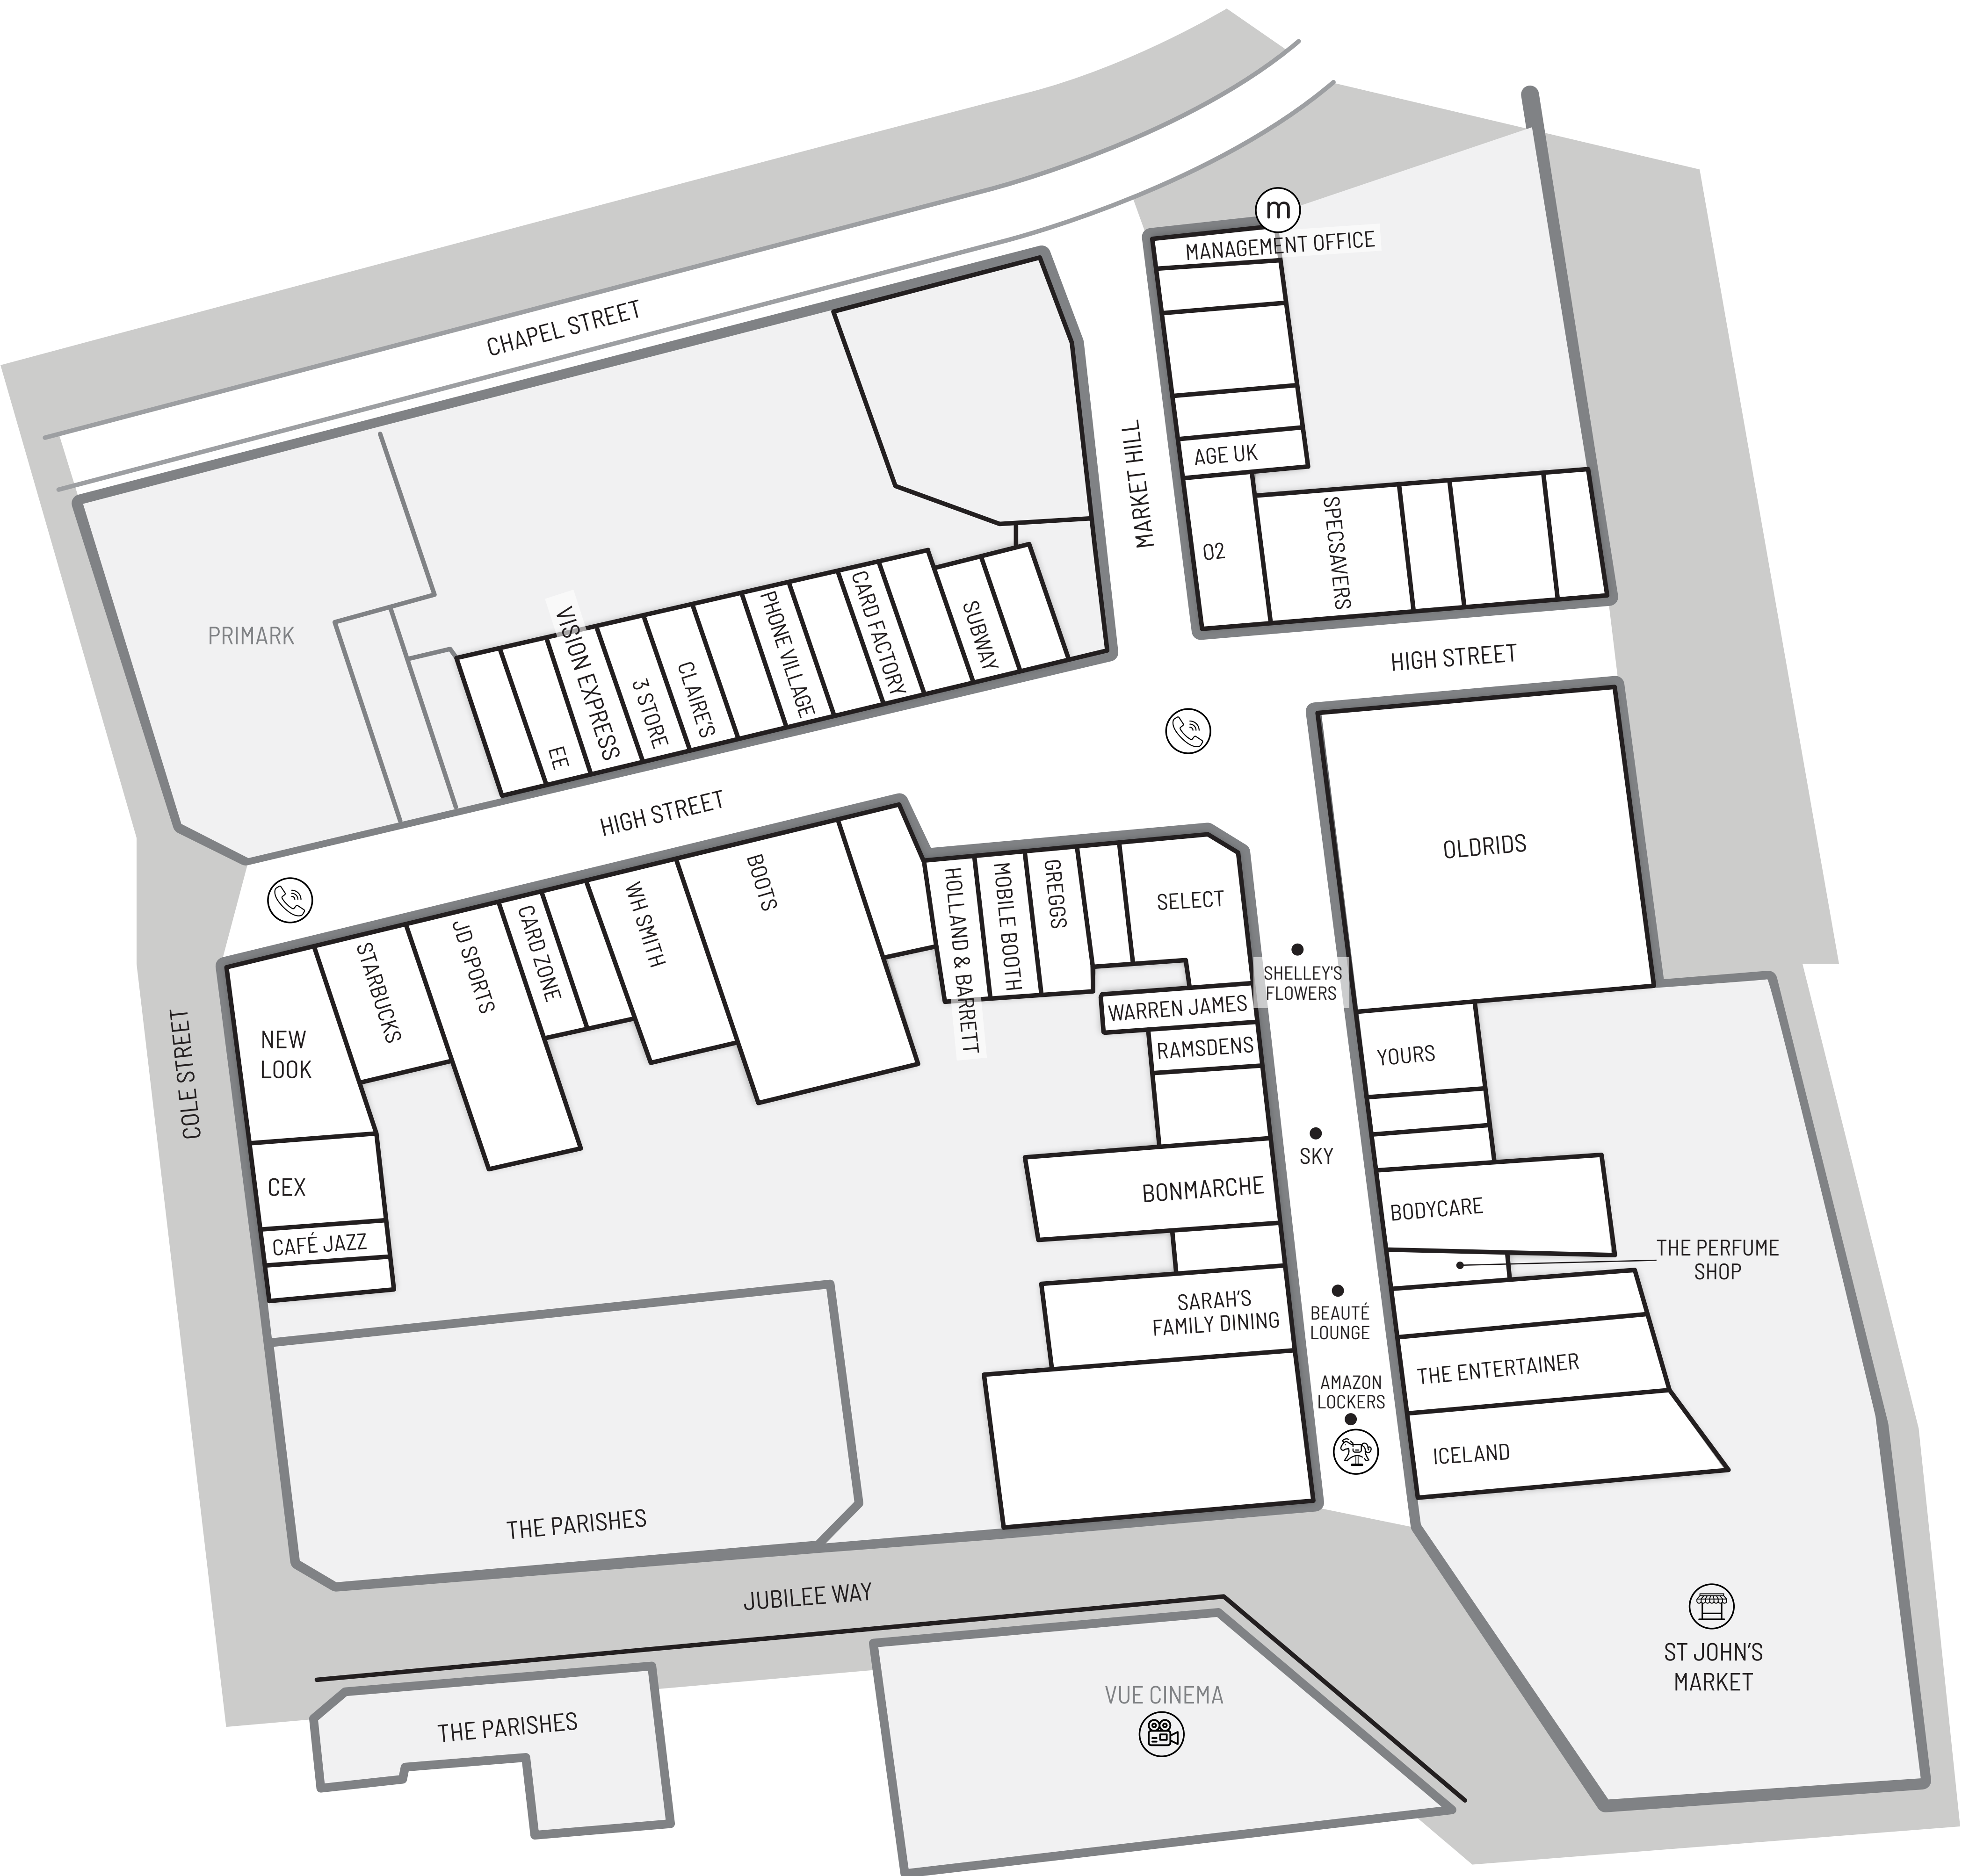 m
MANAGEMENT OFFICE
CHAPEL STREET
MARKET HILL
AGE UK
O2
SPECSAVERS
PRIMARK
EE
VISION EXPRESS
3 STORE
CLAIRE'S
PHONE VILLAGE
CARD FACTORY
SUBWAY
HIGH STREET
HIGH STREET
OLDRIDS
STARBUCKS
JD SPORTS
CARD ZONE
WH SMITH
BOOTS
HOLLAND & BARRETT
MOBILE BOOTH
GREGGS
SELECT
SHELLEY'S
FLOWERS
WARREN JAMES
RAMSDENS
COLE STREET
NEW
LOOK
CEX
CAFÉ JAZZ
YOURS
SKY
BONMARCHE
BODYCARE
THE PERFUME
SHOP
SARAH'S
FAMILY DINING
BEAUTÉ
LOUNGE
AMAZON
LOCKERS
THE ENTERTAINER
ICELAND
THE PARISHES
JUBILEE WAY
ST JOHN'S
MARKET
VUE CINEMA
THE PARISHES